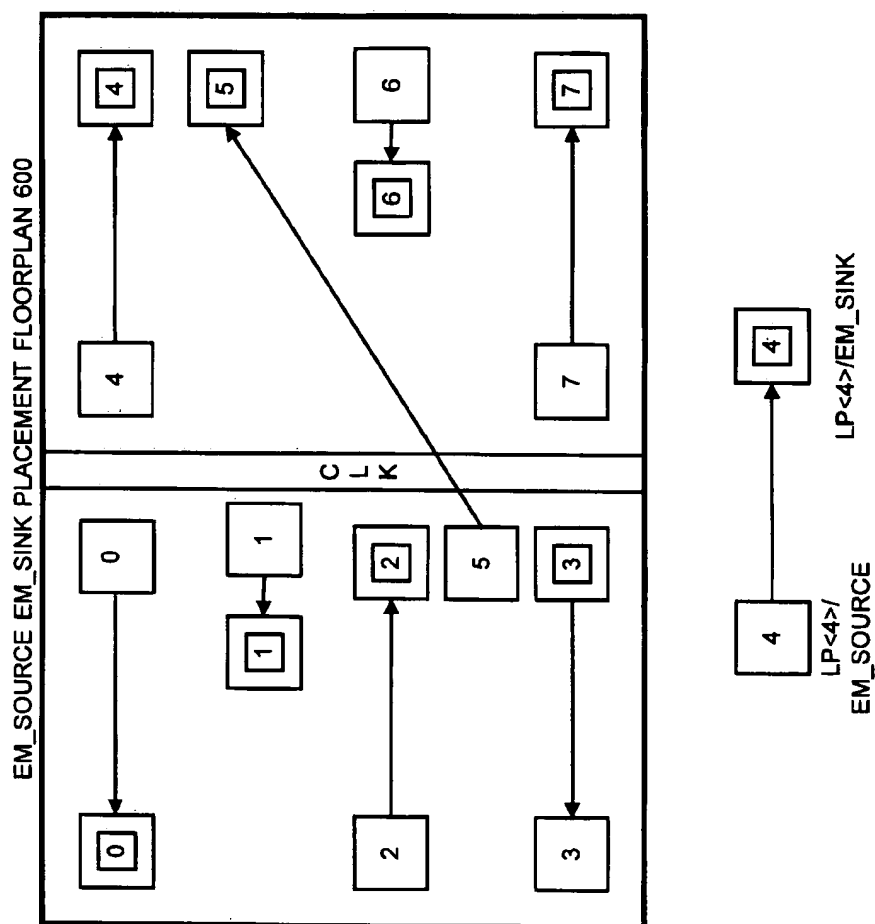 EM_SOURCE EM_SINK PLACEMENT FLOORPLAN 600
0
0
4
4
5
1
1
C
L
K
2
2
6
6
5
3
3
7
7
4
4
LP<4>/
EM_SOURCE
LP<4>/EM_SINK